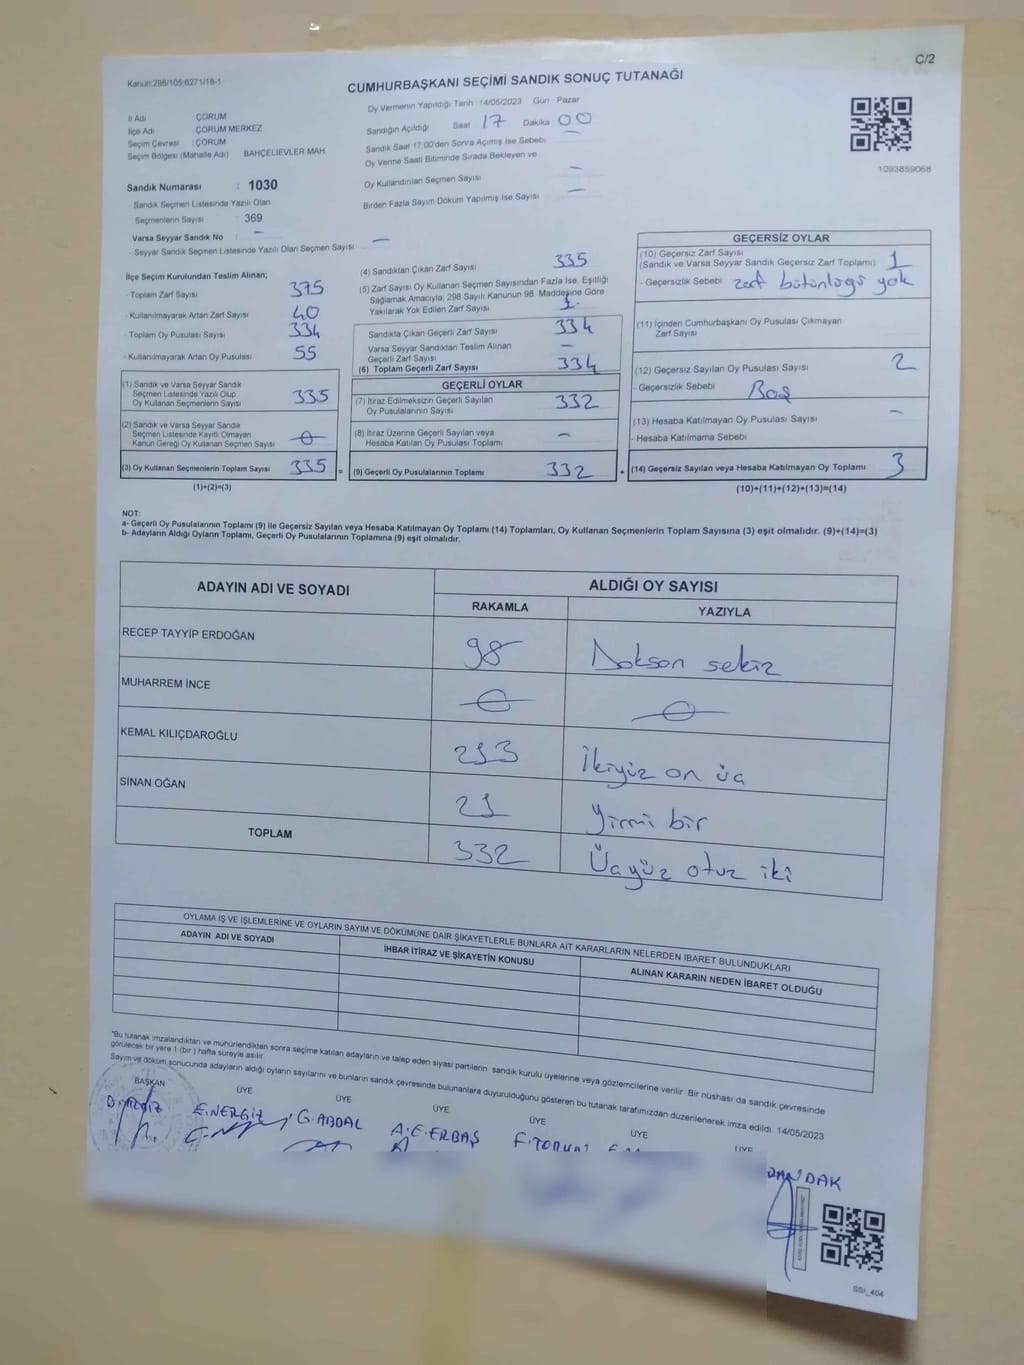 C/2
Kanun:298/105 6271/18-1
CUMHURBAŞKANI SEÇİMİ SANDIK SONUÇ TUTANAĞI
Oy Vermenin Yapıldığı Tarih : 14/05/2023 Gün : Pazar
Sandığın Açıldığı Saat 17 Dakika 00
Sandık Saat 17:00'den Sonra Açımış İse Sebebi
Oy Verme Saati Bitiminde Sırada Bekleyen ve
Oy Kullandırılan Seçmen Sayısı –
Birden Fazla Sayım Döküm Yapılmış İse Sayısı –
İl Adı ÇORUM
İlçe Adı ÇORUM MERKEZ
Seçim Çevresi : ÇORUM
Seçim Bölgesi (Mahalle Adı) BAHÇELİEVLER MAH.
1093859068
Sandık Numarası : 1030
- Sandık Seçmen Listesinde Yazılı Olan
Seçmenlerin Sayısı : 369
Varsa Seyyar Sandık No : –
- Seyyar Sandık Seçmen Listesinde Yazılı Olan Seçmen Sayısı –
İlçe Seçim Kurulundan Teslim Alınan;
- Toplam Zarf Sayısı 375
- Kullanılmayarak Artan Zarf Sayısı 40
- Toplam Oy Pusulası Sayısı 334
- Kullanılmayarak Artan Oy Pusulası 55
(1) Sandık ve Varsa Seyyar Sandık
Seçmen Listesinde Yazılı Olup
Oy Kullanan Seçmenlerin Sayısı 335
(2) Sandık ve Varsa Seyyar Sandık
Seçmen Listesinde Kayıtlı Olmayan
Kanun Gereği Oy Kullanan Seçmen Sayısı 0
(3) Oy Kullanan Seçmenlerin Toplam Sayısı 335 =
(1)+(2)=(3)
(4) Sandıktan Çıkan Zarf Sayısı 335
(5) Zarf Sayısı Oy Kullanan Seçmen Sayısından Fazla İse, Eşitliği
Sağlamak Amacıyla; 298 Sayılı Kanunun 98. Maddesine Göre
Yakılarak Yok Edilen Zarf Sayısı 1
Sandıkta Çıkan Geçerli Zarf Sayısı 334
Varsa Seyyar Sandıktan Teslim Alınan
Geçerli Zarf Sayısı –
(6) Toplam Geçerli Zarf Sayısı 334
GEÇERLİ OYLAR
(7) İtiraz Edilmeksizin Geçerli Sayılan
Oy Pusulalarının Sayısı 332
(8) İtiraz Üzerine Geçerli Sayılan veya
Hesaba Katılan Oy Pusulası Toplamı –
(9) Geçerli Oy Pusulalarının Toplamı 332 +
GEÇERSİZ OYLAR
(10) Geçersiz Zarf Sayısı
(Sandık ve Varsa Seyyar Sandık Geçersiz Zarf Toplamı) 1
- Geçersizlik Sebebi zarf bütünlüğü yok
(11) İçinden Cumhurbaşkanı Oy Pusulası Çıkmayan
Zarf Sayısı
(12) Geçersiz Sayılan Oy Pusulası Sayısı 2
- Geçersizlik Sebebi Boş
(13) Hesaba Katılmayan Oy Pusulası Sayısı –
- Hesaba Katılmama Sebebi
(14) Geçersiz Sayılan veya Hesaba Katılmayan Oy Toplamı 3
(10)+(11)+(12)+(13)=(14)
NOT:
a- Geçerli Oy Pusulalarının Toplamı (9) ile Geçersiz Sayılan veya Hesaba Katılmayan Oy Toplamı (14) Toplamları, Oy Kullanan Seçmenlerin Toplam Sayısına (3) eşit olmalıdır. (9)+(14)=(3)
b- Adayların Aldığı Oyların Toplamı, Geçerli Oy Pusulalarının Toplamına (9) eşit olmalıdır.
ADAYIN ADI VE SOYADI ALDIĞI OY SAYISI
RAKAMLA YAZIYLA
RECEP TAYYİP ERDOĞAN 98 Dokson sekiz
MUHARREM İNCE 0 0
KEMAL KILIÇDAROĞLU 213 İkiyüz on üç
SİNAN OĞAN 21 Yirmi bir
TOPLAM 332 Üçyüz otuz iki
OYLAMA İŞ VE İŞLEMLERİNE VE OYLARIN SAYIM VE DÖKÜMÜNE DAİR ŞİKAYETLERLE BUNLARA AİT KARARLARIN NELERDEN İBARET BULUNDUKLARI
ADAYIN ADI VE SOYADI İHBAR İTİRAZ VE ŞİKAYETİN KONUSU ALINAN KARARIN NEDEN İBARET OLDUĞU
*Bu tutanak imzalandıktan ve mühürlendikten sonra seçime katılan adayların ve talep eden siyasi partilerin sandık kurulu üyelerine veya gözlemcilerine verilir. Bir nüshası da sandık çevresinde
görülecek bir yere 1 (bir) hafta süreyle asılır.
Sayım ve döküm sonucunda adayların aldığı oyların sayılarını ve bunların sandık çevresinde bulunanlara duyurulduğunu gösteren bu tutanak tarafımızdan düzenlenerek imza edildi. 14/05/2023
BAŞKAN ÜYE ÜYE ÜYE ÜYE ÜYE ÜYE
E.NERGİZ G.ABDAL A.E.ERBAŞ
SSI_404